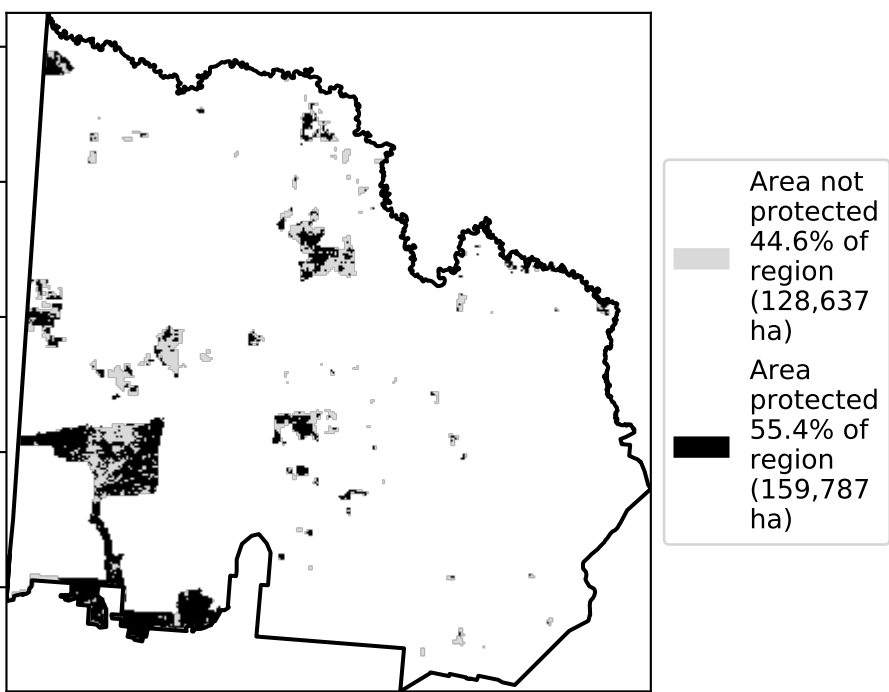 Area not
protected
44.6% of
region
(128,637
ha)
Area
protected
55.4% of
region
(159,787
ha)